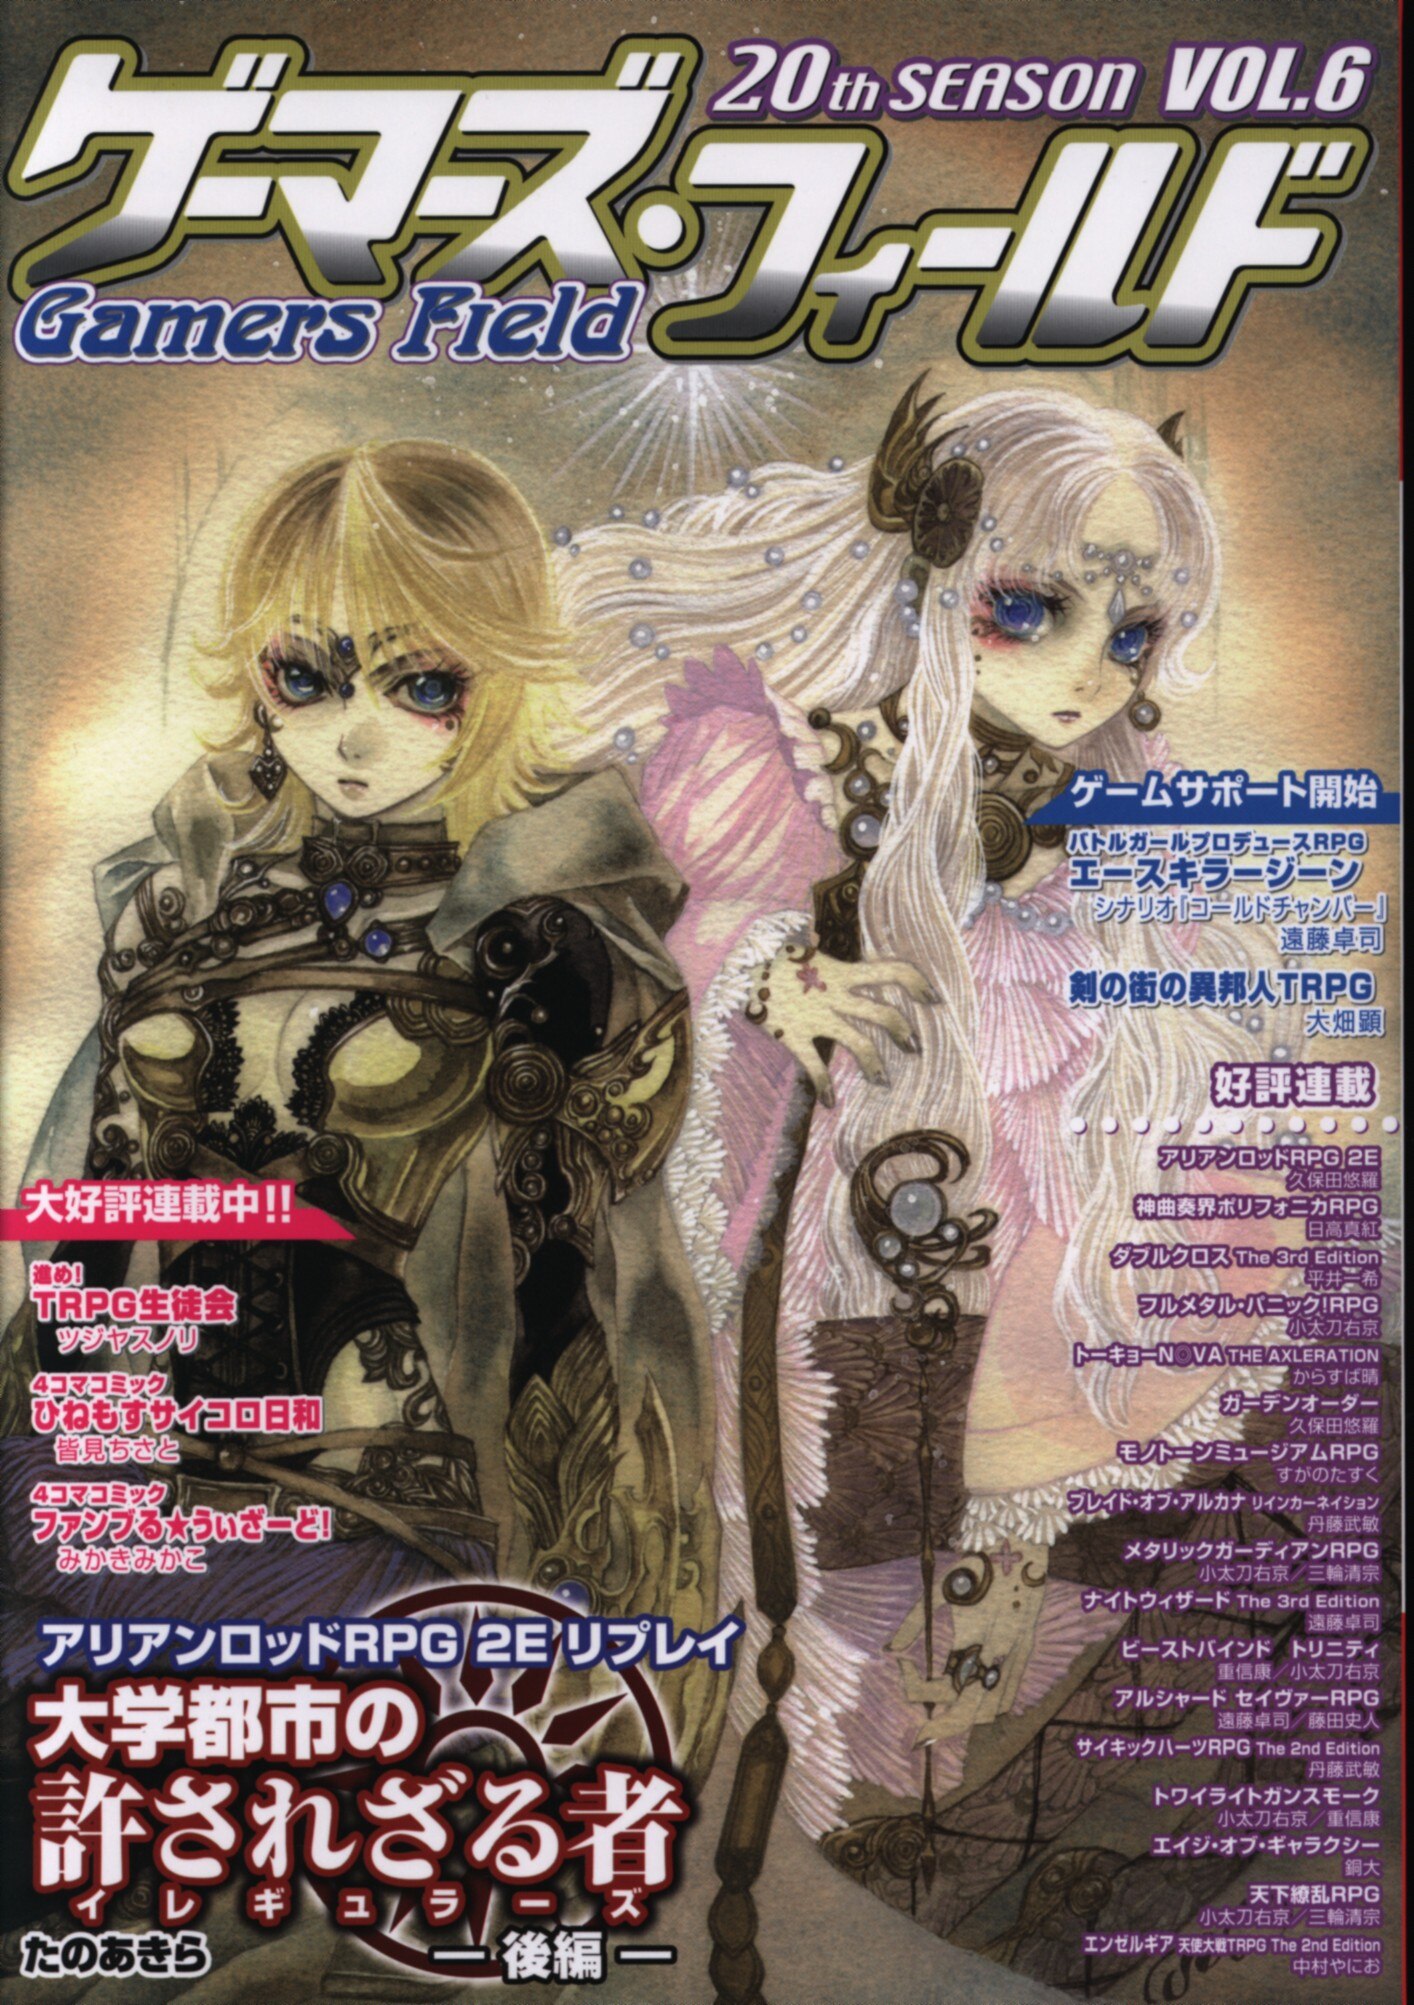 20th SEASON VOL.6
ゲーマーズ・フィールド
Gamers Field
ゲームサポート開始
バトルガールプロデュースRPG
エースキラージーン
シナリオ「コールドチャンバー」
遠藤卓司
剣の街の異邦人TRPG
大畑顕
好評連載
アリアンロッドRPG 2E
久保田悠羅
神曲奏界ポリフォニカRPG
日高真紅
ダブルクロス The 3rd Edition
平井一希
フルメタル・パニック!RPG
小太刀右京
トーキョーN◎VA THE AXLERATION
からすば晴
ガーデンオーダー
久保田悠羅
モノトーンミュージアムRPG
すがのたすく
ブレイド・オブ・アルカナ リインカーネイション
丹藤武敏
メタリックガーディアンRPG
小太刀右京／三輪清宗
ナイトウィザード The 3rd Edition
遠藤卓司
ビーストバインド トリニティ
重信康／小太刀右京
アルシャード セイヴァーRPG
遠藤卓司／藤田史人
サイキックハーツRPG The 2nd Edition
丹藤武敏
トワイライトガンスモーク
小太刀右京／重信康
エイジ・オブ・ギャラクシー
銅大
天下繚乱RPG
小太刀右京／三輪清宗
エンゼルギア 天使大戦TRPG The 2nd Edition
中村やにお
大好評連載中!!
進め!
TRPG生徒会
ツジヤスノリ
4コマコミック
ひねもすサイコロ日和
皆見ちさと
4コマコミック
ファンブる★うぃざーど!
みかきみかこ
アリアンロッドRPG 2E リプレイ
大学都市の
許されざる者
イレギュラーズ
たのあきら
― 後編 ―